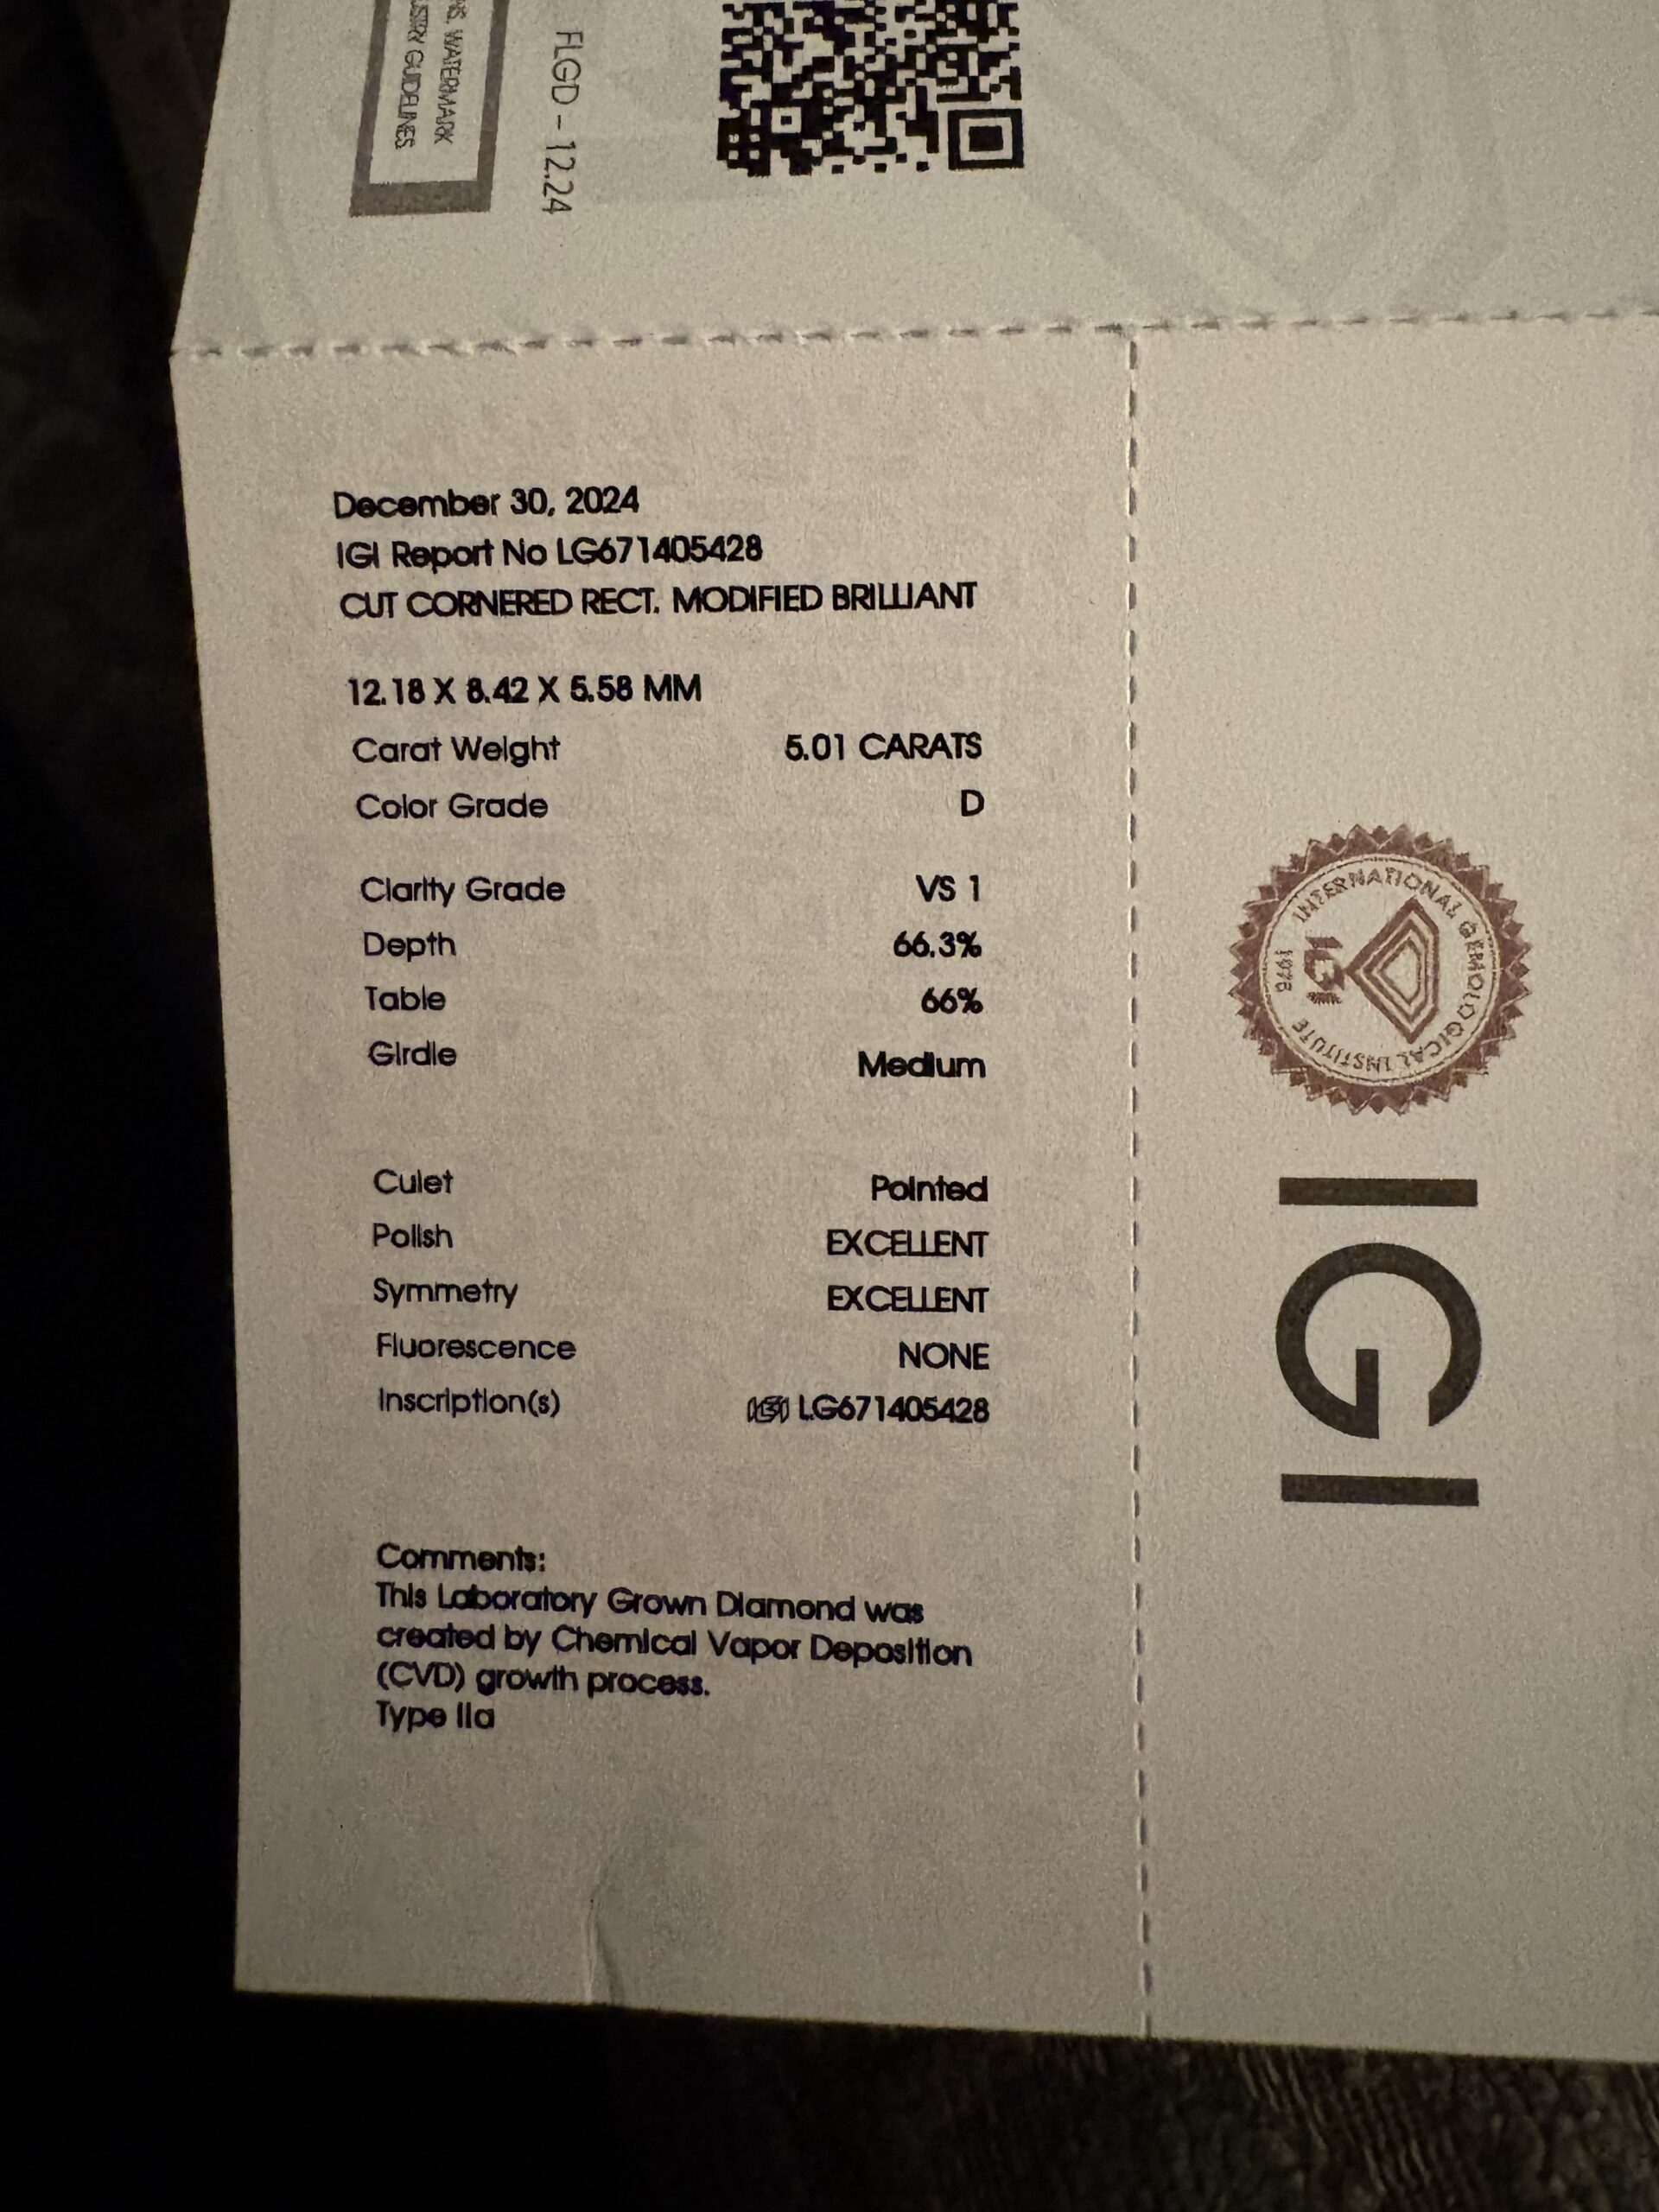 WATERMARK
GUIDELINES.
FLGD – 12.24
December 30, 2024
IGI Report No LG671405428
CUT CORNERED RECT. MODIFIED BRILLIANT
12.18 X 8.42 X 5.58 MM
Carat Weight 5.01 CARATS
Color Grade D
Clarity Grade VS 1
Depth 66.3%
Table 66%
Girdle Medium
Culet Pointed
Polish EXCELLENT
Symmetry EXCELLENT
Fluorescence NONE
Inscription(s) IGI LG671405428
Comments:
This Laboratory Grown Diamond was
created by Chemical Vapor Deposition
(CVD) growth process.
Type IIa
INTERNATIONAL GEMOLOGICAL INSTITUTE
IGI
1975
IGI